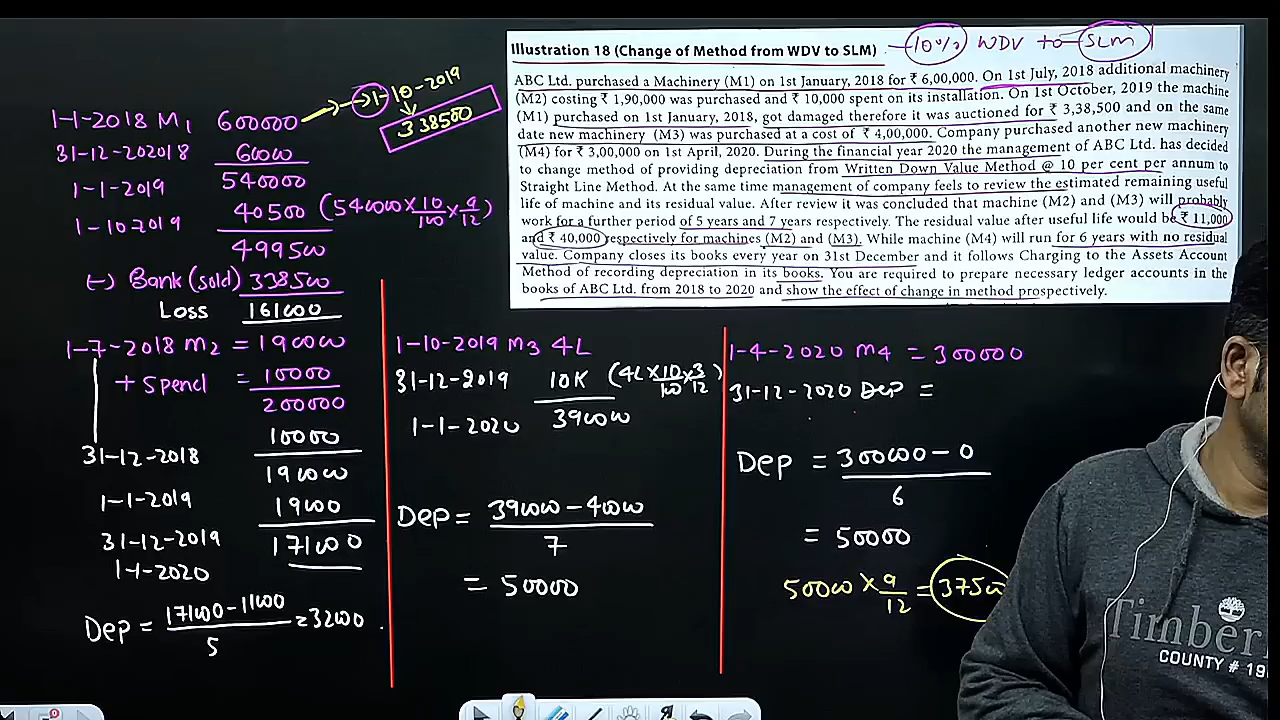 Illustration 18 (Change of Method from WDV to SLM) 10% WDV to SLM
ABC Ltd. purchased a Machinery (M1) on 1st January, 2018 for ₹ 6,00,000. On 1st July, 2018 additional machinery
(M2) costing ₹ 1,90,000 was purchased and ₹ 10,000 spent on its installation. On 1st October, 2019 the machine
(M1) purchased on 1st January, 2018, got damaged therefore it was auctioned for ₹ 3,38,500 and on the same
date new machinery (M3) was purchased at a cost of ₹ 4,00,000. Company purchased another new machinery
(M4) for ₹ 3,00,000 on 1st April, 2020. During the financial year 2020 the management of ABC Ltd. has decided
to change method of providing depreciation from Written Down Value Method @ 10 per cent per annum to
Straight Line Method. At the same time management of company feels to review the estimated remaining useful
life of machine and its residual value. After review it was concluded that machine (M2) and (M3) will probably
work for a further period of 5 years and 7 years respectively. The residual value after useful life would be ₹ 11,000
and ₹ 40,000 respectively for machines (M2) and (M3). While machine (M4) will run for 6 years with no residual
value. Company closes its books every year on 31st December and it follows Charging to the Assets Account
Method of recording depreciation in its books. You are required to prepare necessary ledger accounts in the
books of ABC Ltd. from 2018 to 2020 and show the effect of change in method prospectively.
1-1-2018 M1 600000 → 1-10-2019
338500
31-12-202018 60000
1-1-2019 540000
1-10-2019 40500 (540000 × 10/100 × 9/12)
499500
(-) Bank (sold) 338500
Loss 161000
1-7-2018 M2 = 190000
+ Spend = 10000
200000
31-12-2018 10000
190000
1-1-2019 19000
31-12-2019 171000
1-1-2020
Dep = 171000 - 11000 / 5 = 32000
1-10-2019 M3 4L
31-12-2019 10K (4L × 10/100 × 3/12)
1-1-2020 390000
Dep = 390000 - 40000 / 7
= 50000
1-4-2020 M4 = 300000
31-12-2020 Dep =
Dep = 300000 - 0 / 6
= 50000
50000 × 9/12 = 37500
Timber
COUNTY # 19